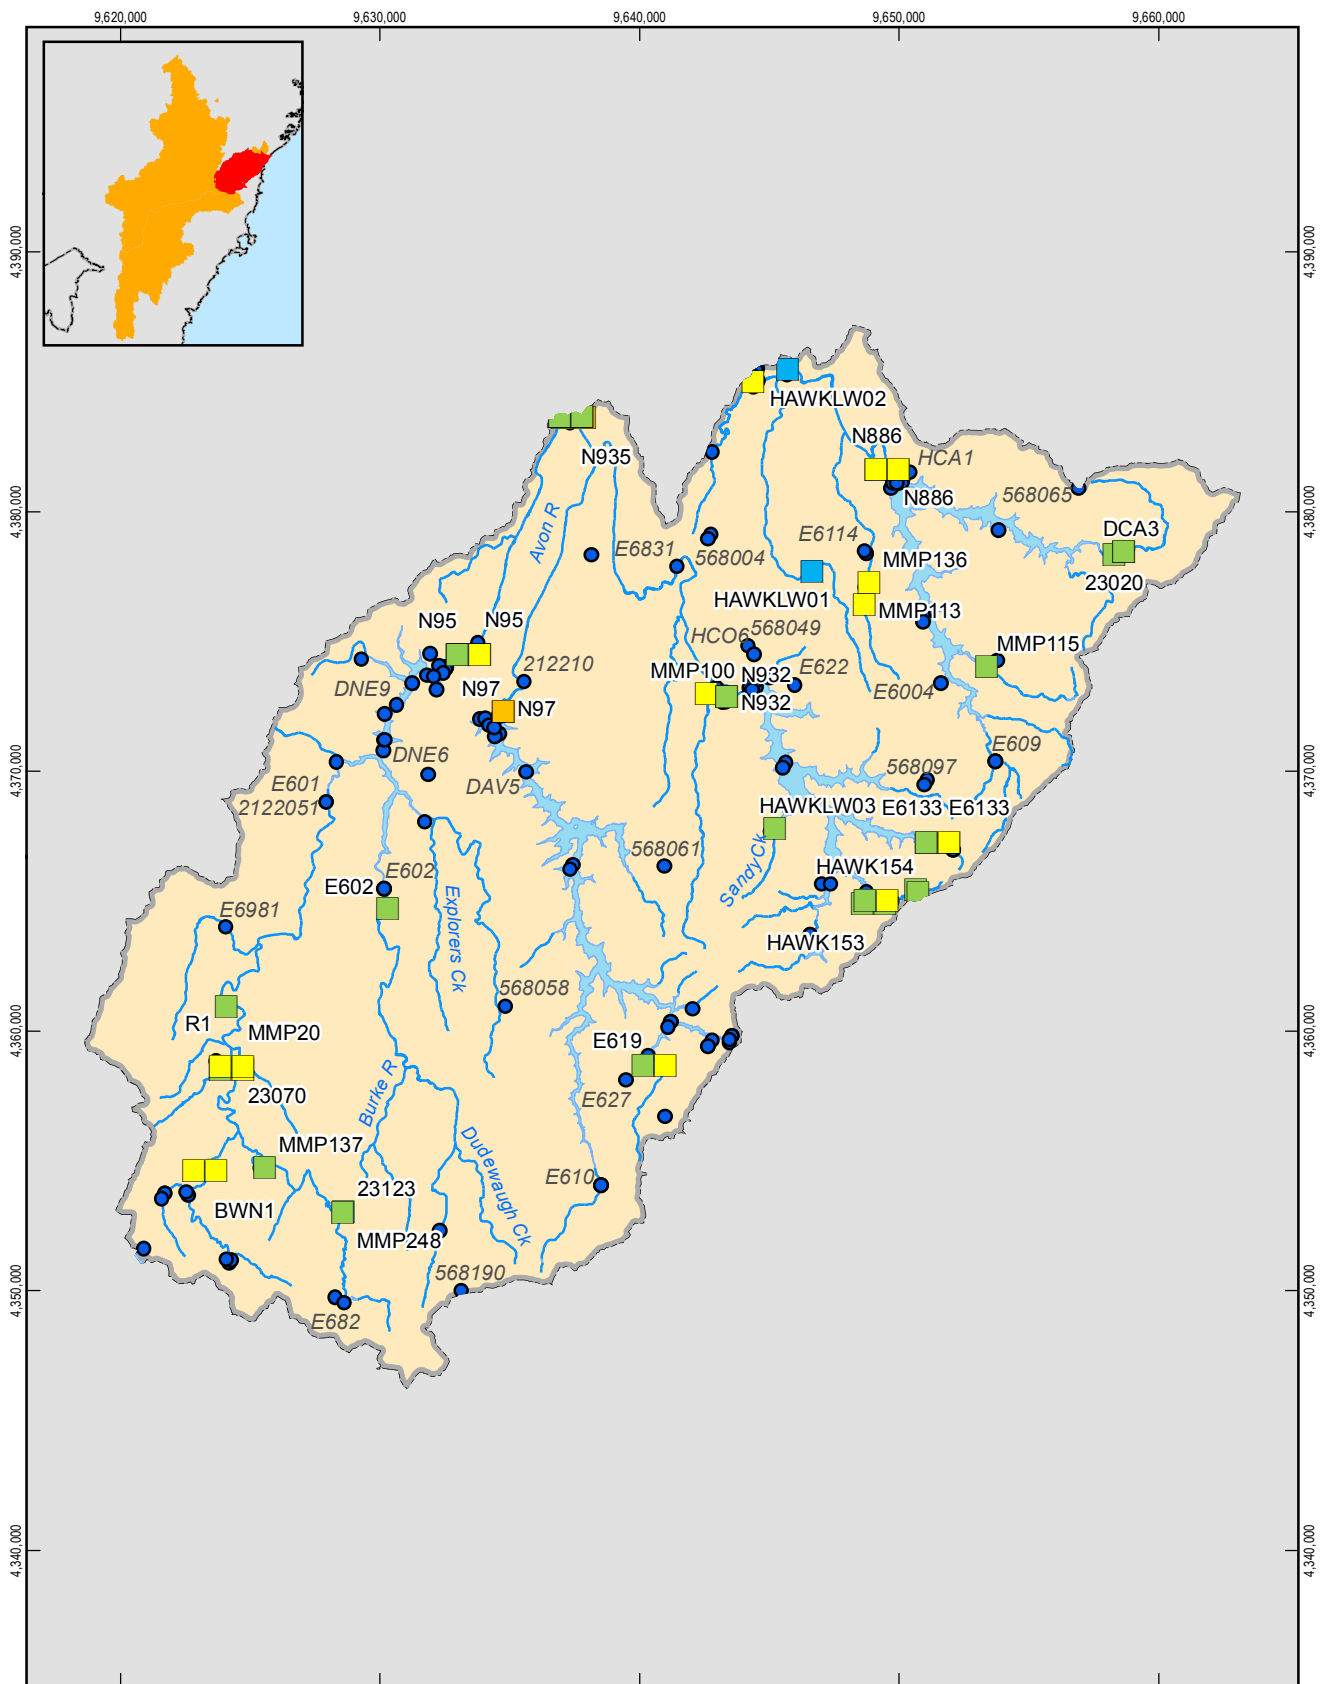 9,620,000
9,630,000
9,640,000
9,650,000
9,660,000
4,390,000
4,390,000
HAWKLW02
N886
N935
HCA1
N886
568065
4,380,000
4,380,000
Avon R
DCA3
E6114
E6831
568004
MMP136
23020
HAWKLW01
MMP113
N95
N95
HCO6
568049
MMP115
212210
MMP100
N932
E622
DNE9
N97
N932
E6004
N97
E609
DNE6
4,370,000
4,370,000
E601
DAV5
568097
2122051
HAWKLW03
E6133
E6133
568061
E602
HAWK154
E602
Sandy Ck
E6981
Explorers Ck
HAWK153
568058
R1
MMP20
E619
4,360,000
4,360,000
23070
Burke R
E627
MMP137
Dudewaugh Ck
E610
23123
BWN1
MMP248
568190
4,350,000
4,350,000
E682
4,340,000
4,340,000